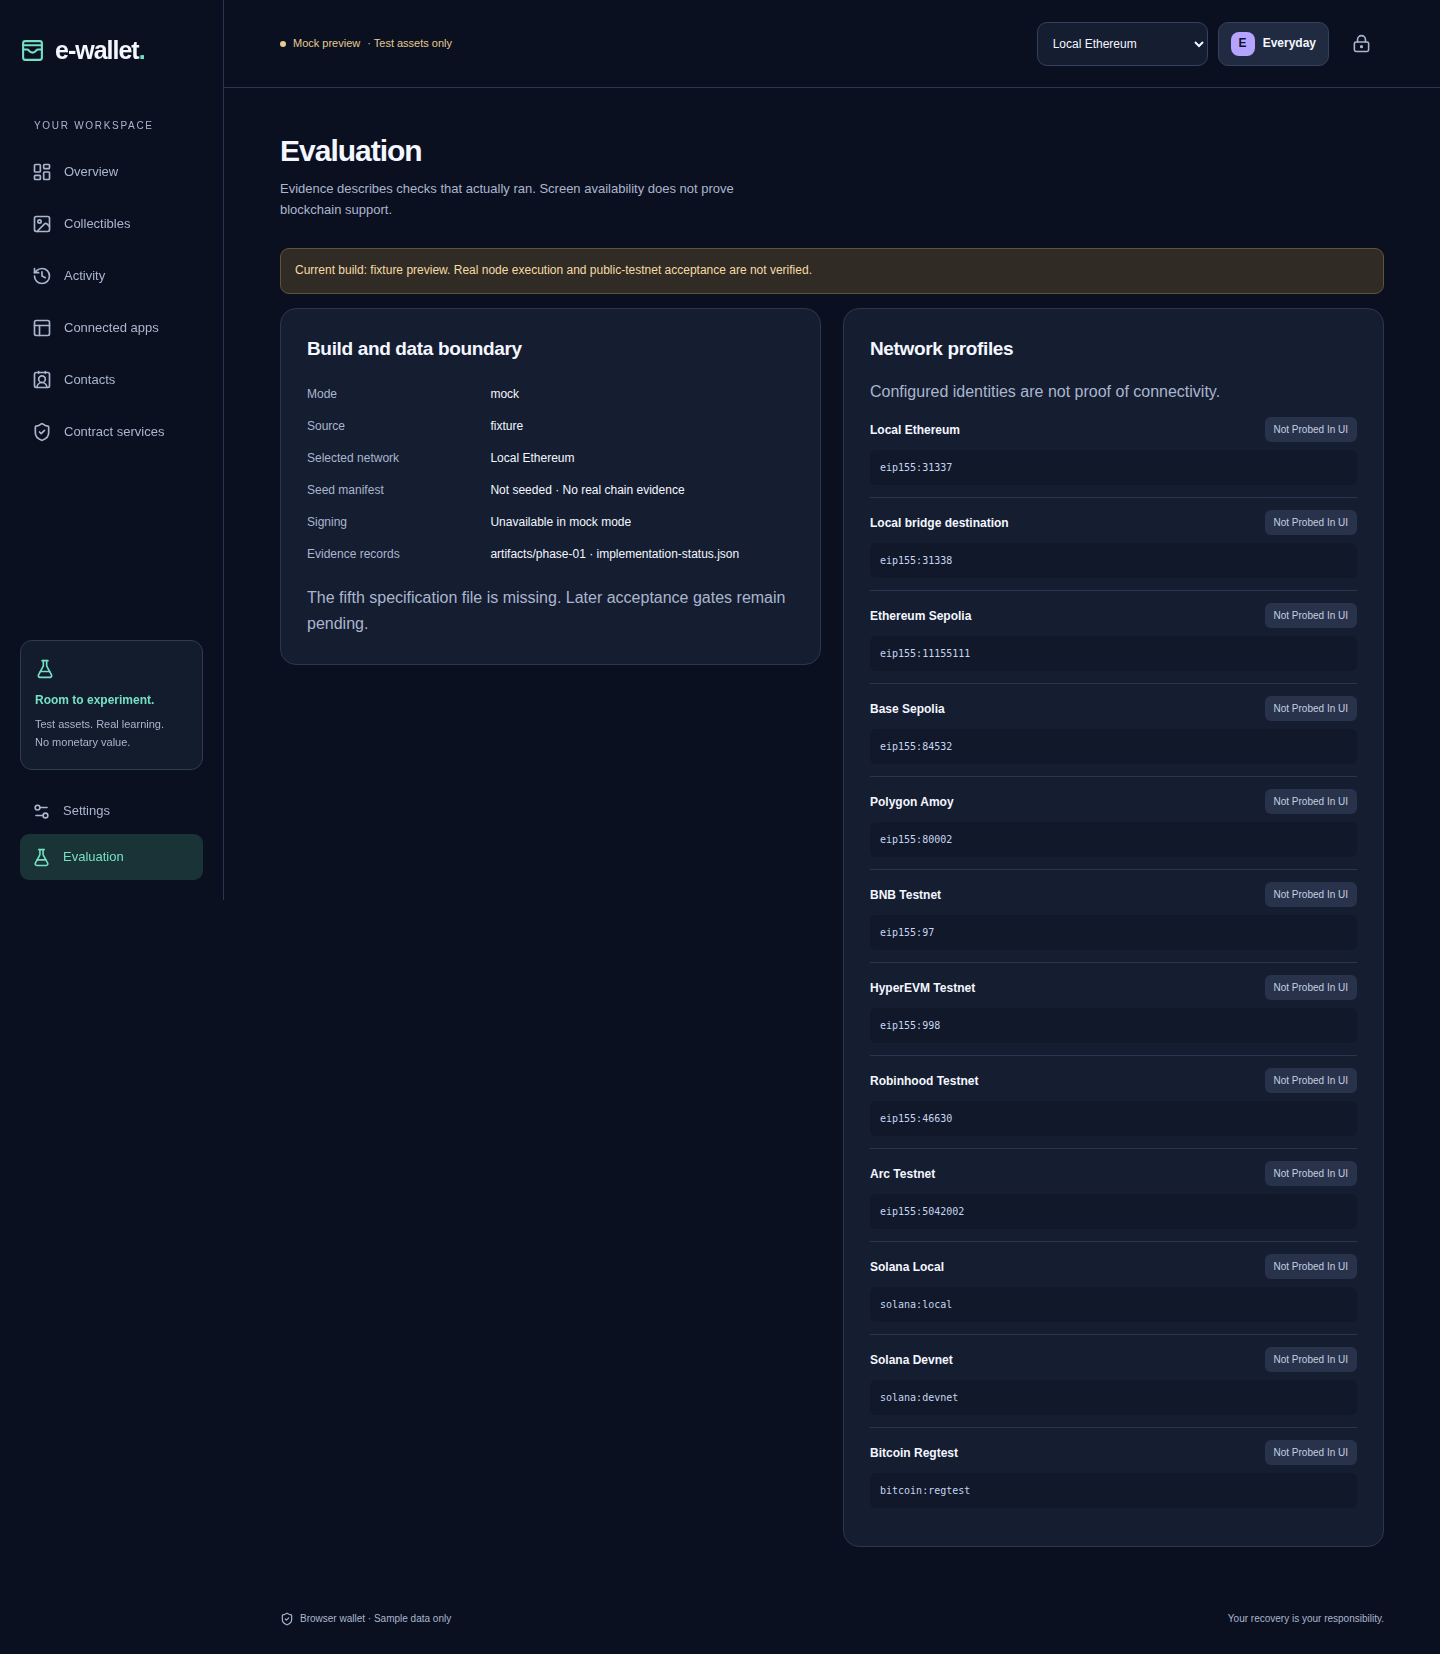 e-wallet.
YOUR WORKSPACE
Overview
Collectibles
Activity
Connected apps
Contacts
Contract services
Room to experiment.
Test assets. Real learning.
No monetary value.
Settings
Evaluation
Mock preview · Test assets only
Local Ethereum
E Everyday
Evaluation
Evidence describes checks that actually ran. Screen availability does not prove
blockchain support.
Current build: fixture preview. Real node execution and public-testnet acceptance are not verified.
Build and data boundary
Mode mock
Source fixture
Selected network Local Ethereum
Seed manifest Not seeded · No real chain evidence
Signing Unavailable in mock mode
Evidence records artifacts/phase-01 · implementation-status.json
The fifth specification file is missing. Later acceptance gates remain
pending.
Network profiles
Configured identities are not proof of connectivity.
Local Ethereum Not Probed In UI
eip155:31337
Local bridge destination Not Probed In UI
eip155:31338
Ethereum Sepolia Not Probed In UI
eip155:11155111
Base Sepolia Not Probed In UI
eip155:84532
Polygon Amoy Not Probed In UI
eip155:80002
BNB Testnet Not Probed In UI
eip155:97
HyperEVM Testnet Not Probed In UI
eip155:998
Robinhood Testnet Not Probed In UI
eip155:46630
Arc Testnet Not Probed In UI
eip155:5042002
Solana Local Not Probed In UI
solana:local
Solana Devnet Not Probed In UI
solana:devnet
Bitcoin Regtest Not Probed In UI
bitcoin:regtest
Browser wallet · Sample data only
Your recovery is your responsibility.